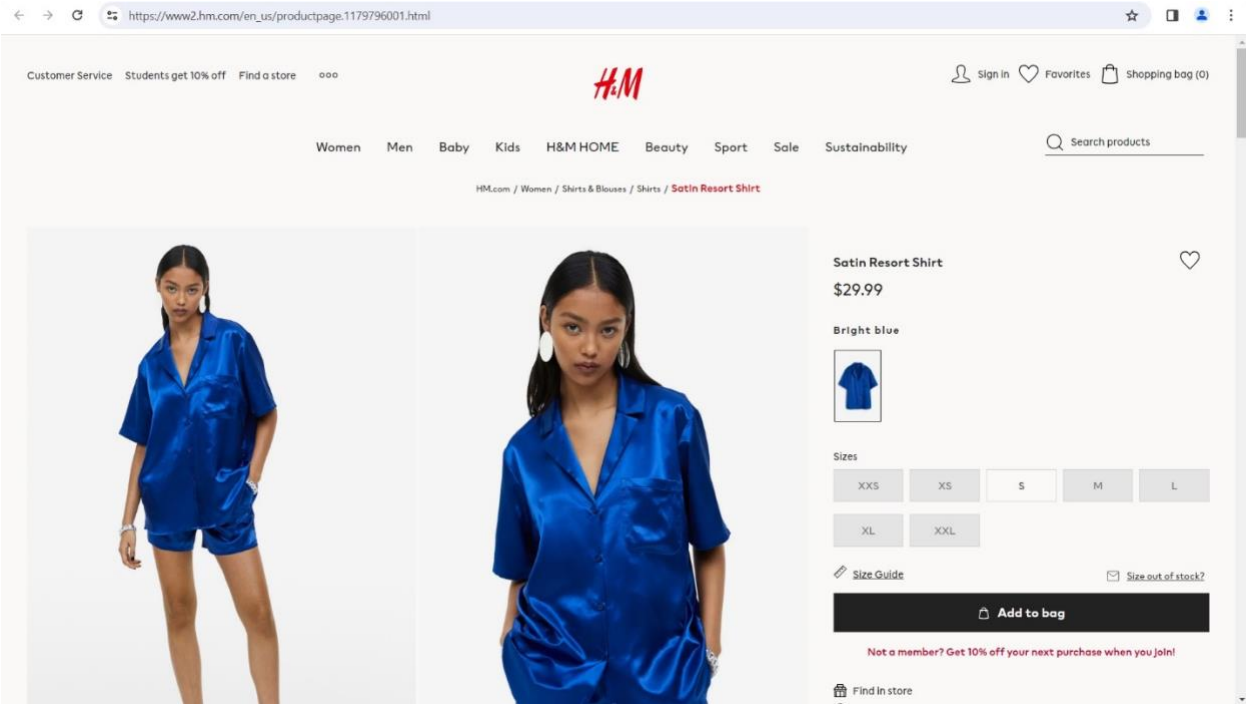 https://www2.hm.com/en_us/productpage.1179796001.html
Customer Service Students get 10% off Find a store
H&M
Sign in Favorites Shopping bag (0)
Women Men Baby Kids H&M HOME Beauty Sport Sale Sustainability
Search products
HM.com / Women / Shirts & Blouses / Shirts / Satin Resort Shirt
Satin Resort Shirt
$29.99
Bright blue
Sizes
XXS XS S M L
XL XXL
Size Guide
Size out of stock?
Add to bag
Not a member? Get 10% off your next purchase when you join!
Find in store